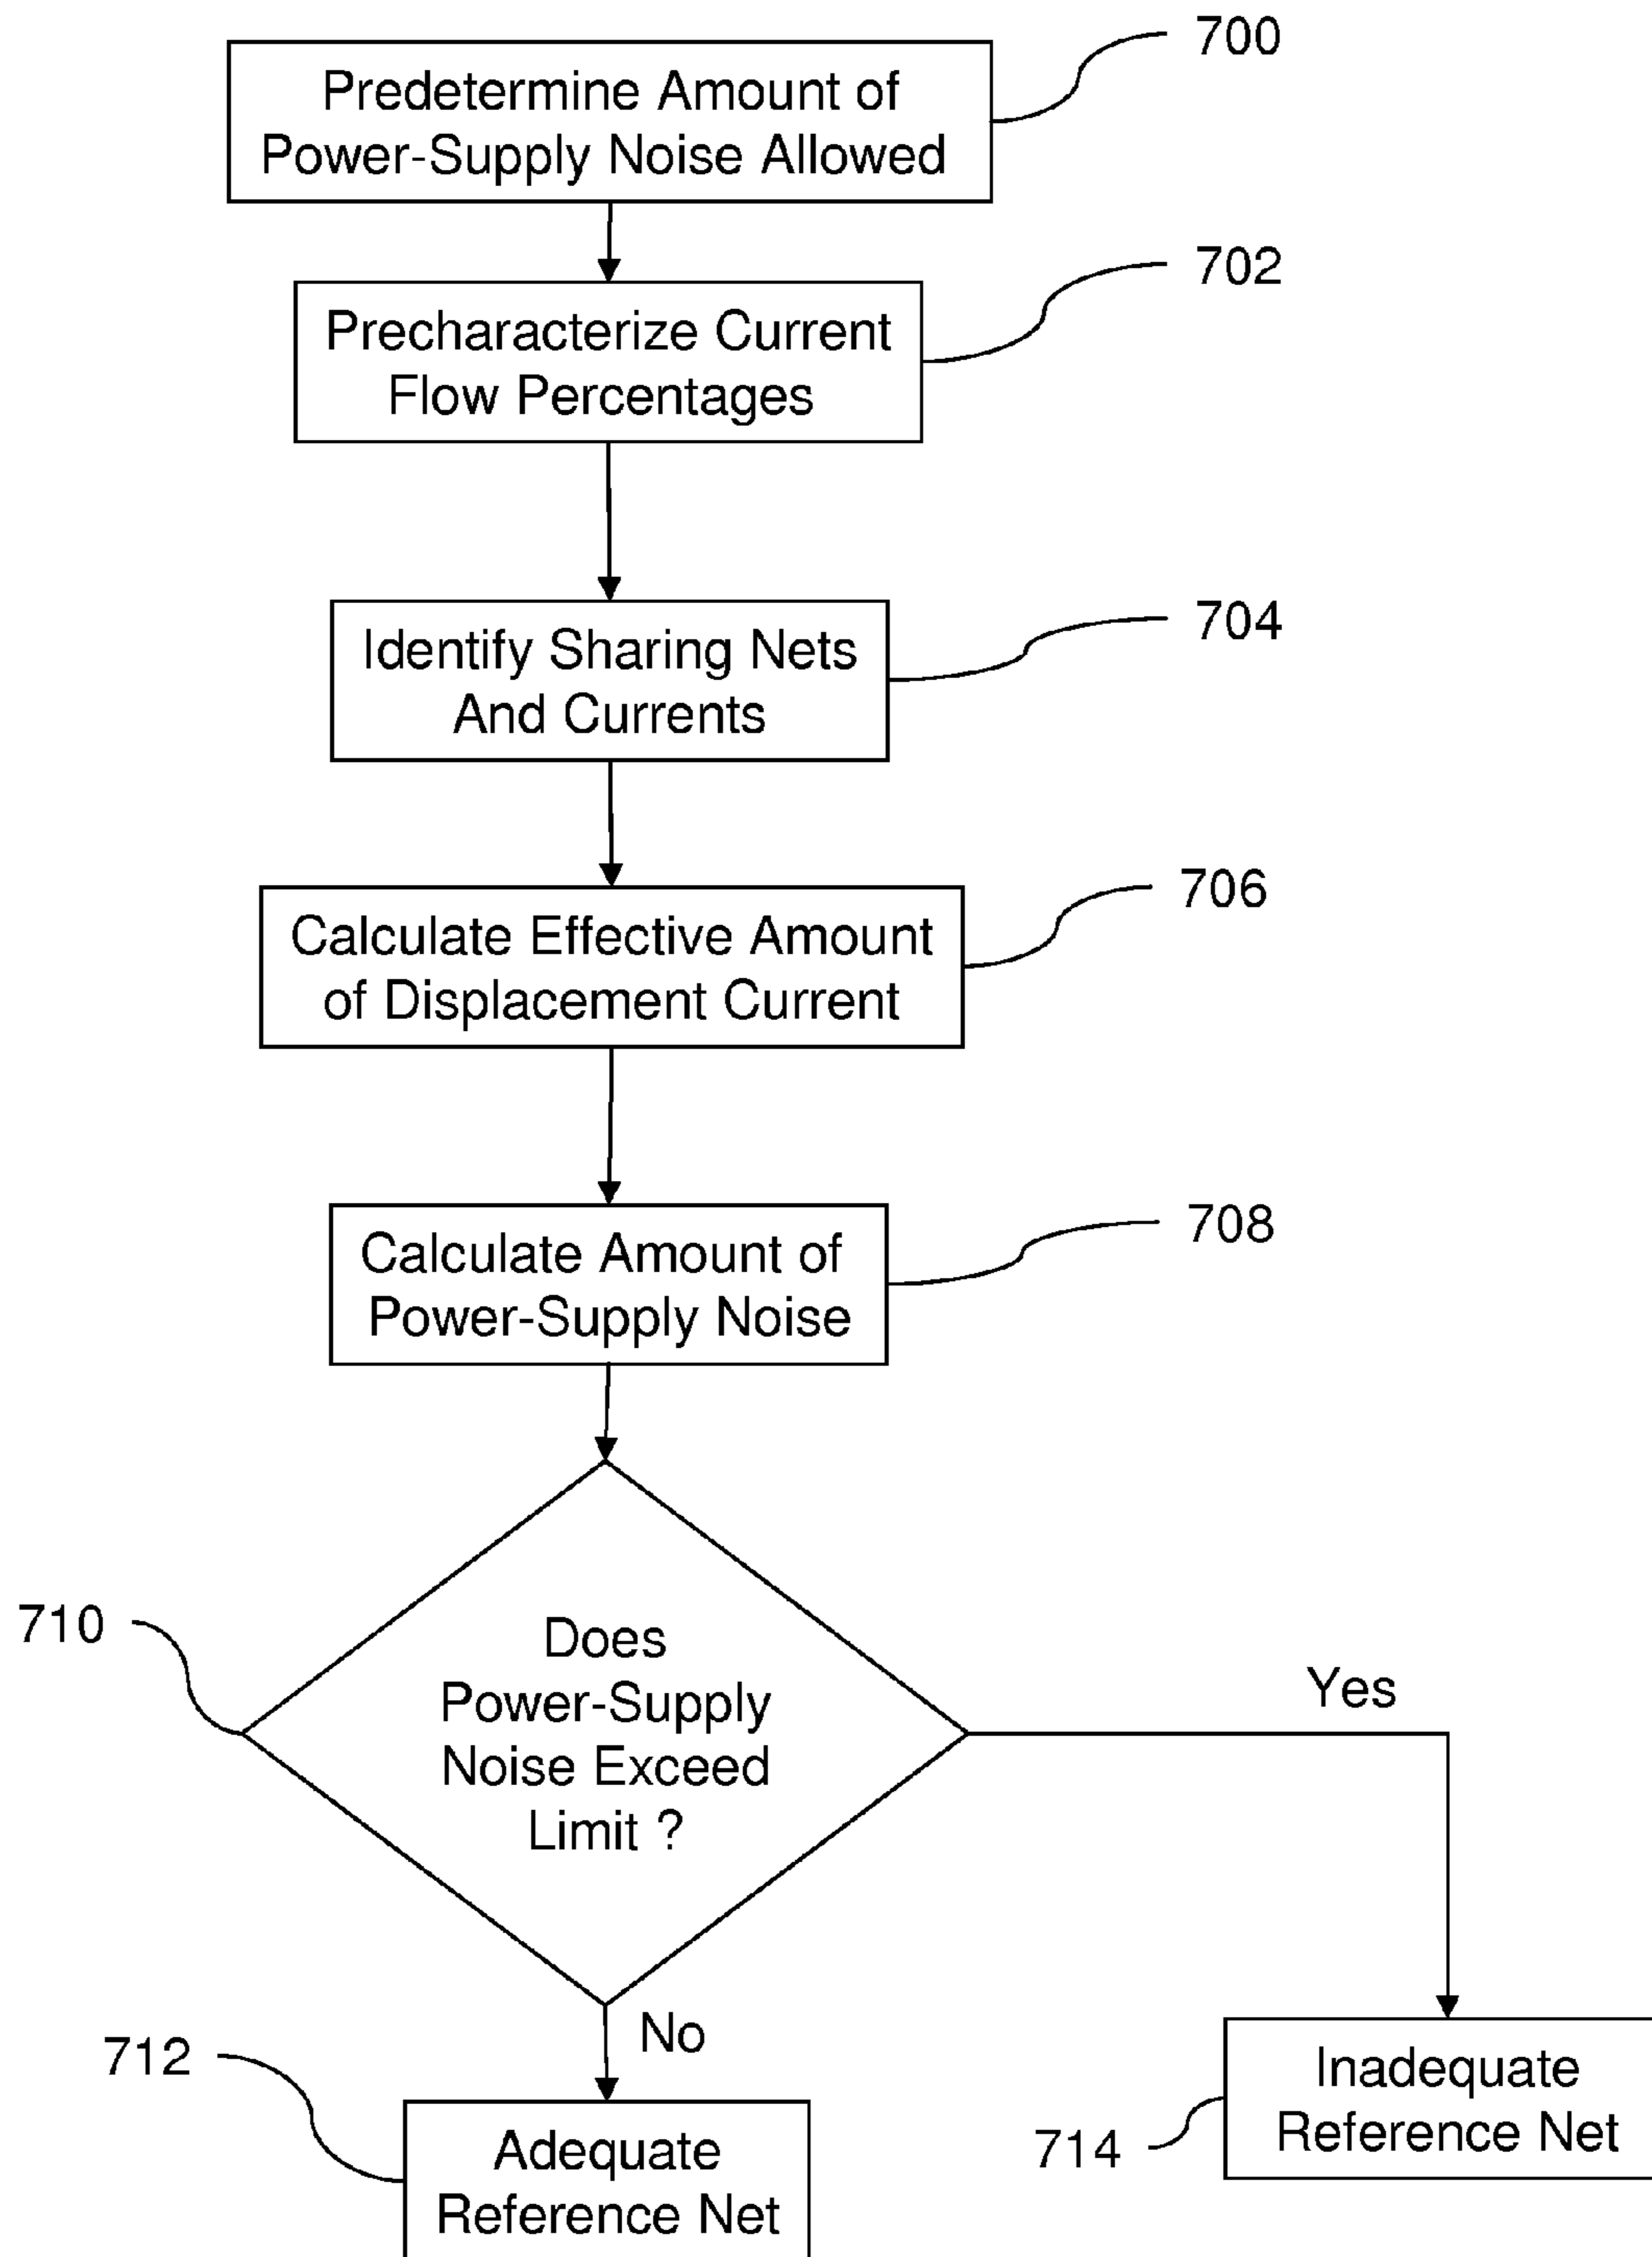 700
Predetermine Amount of
Power-Supply Noise Allowed
702
Precharacterize Current
Flow Percentages
704
Identify Sharing Nets
And Currents
706
Calculate Effective Amount
of Displacement Current
708
Calculate Amount of
Power-Supply Noise
710
Does
Power-Supply
Noise Exceed
Limit ?
Yes
No
712
Adequate
Reference Net
714
Inadequate
Reference Net